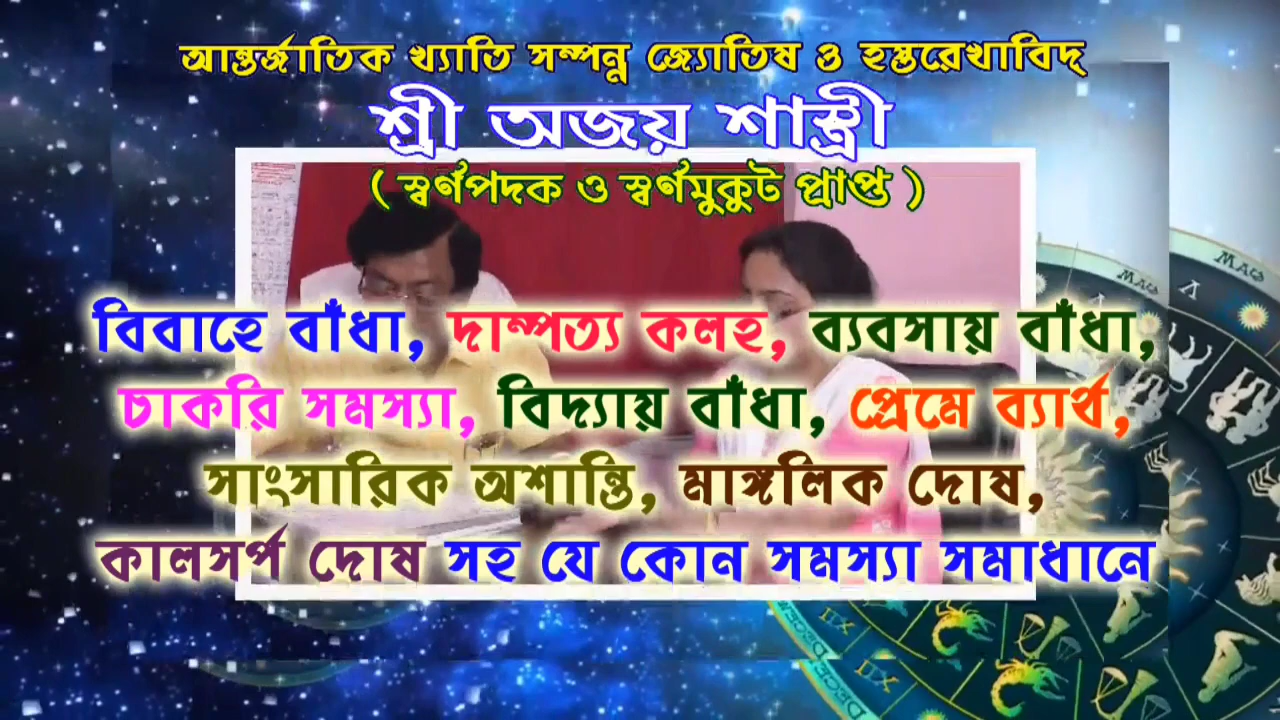 আন্তর্জাতিক খ্যাতি সম্পন্ন জ্যোতিষ ও হস্তরেখাবিদ্
শ্রী অজয় শাস্ত্রী
( স্বর্ণপদক ও স্বর্ণমুকুট প্রাপ্ত )
বিবাহে বাঁধা, দাম্পত্য কলহ, ব্যবসায় বাঁধা,
চাকরি সমস্যা, বিদ্যায় বাঁধা, প্রেমে ব্যার্থ,
সাংসারিক অশান্তি, মাঙ্গলিক দোষ,
কালসর্প দোষ সহ যে কোন সমস্যা সমাধানে